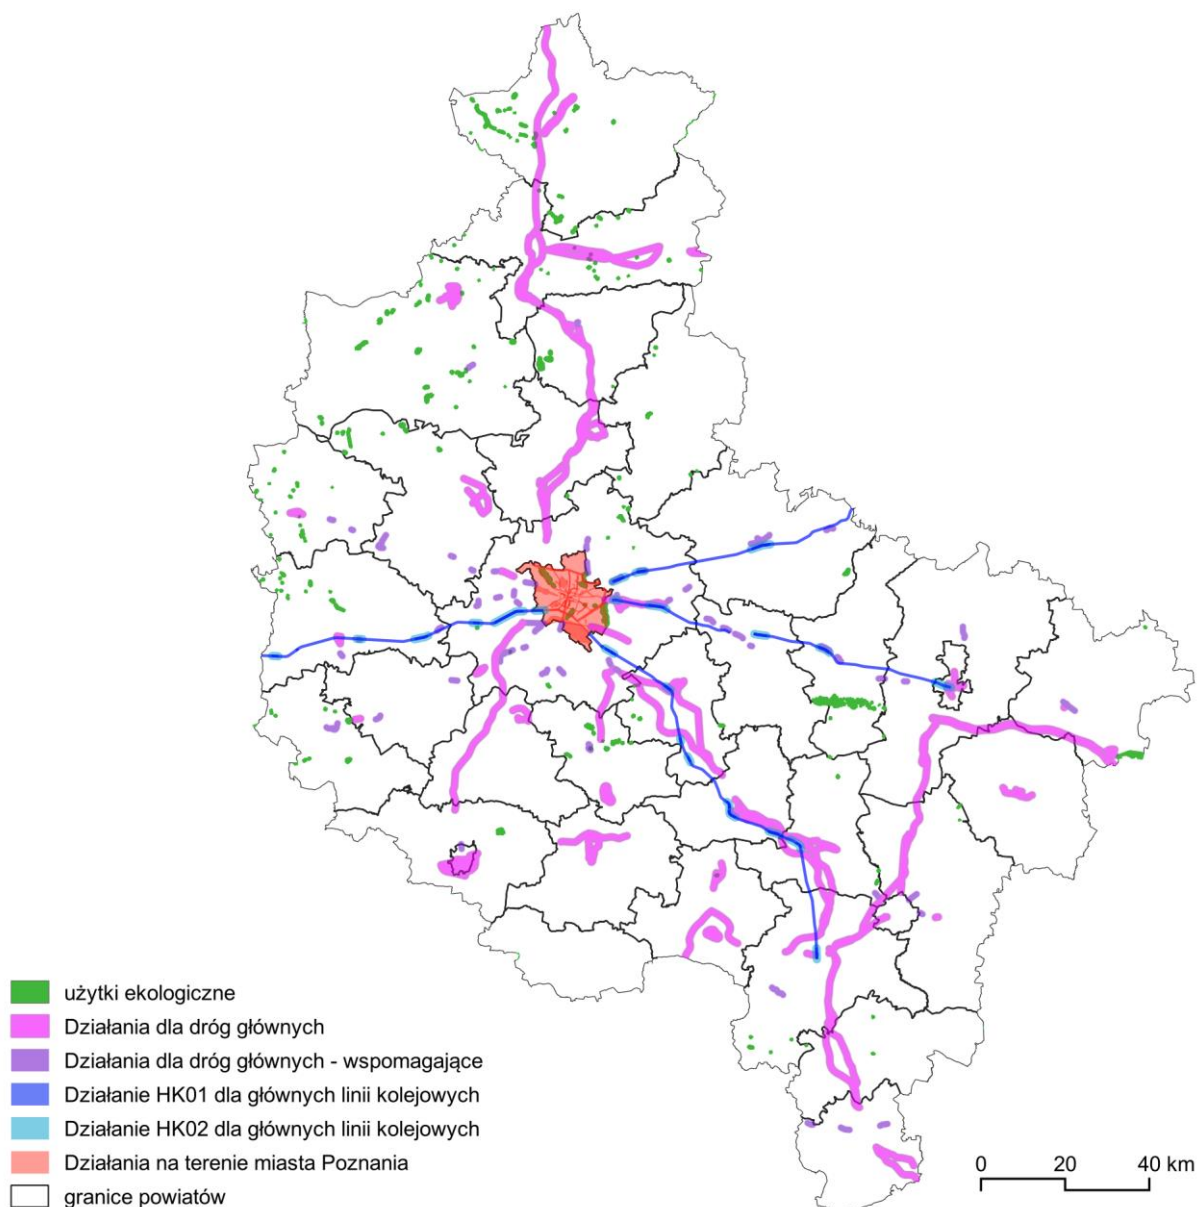 użytki ekologiczne
Działania dla dróg głównych
Działania dla dróg głównych - wspomagające
Działanie HK01 dla głównych linii kolejowych
Działanie HK02 dla głównych linii kolejowych
Działania na terenie miasta Poznania
granice powiatów
0 20 40 km